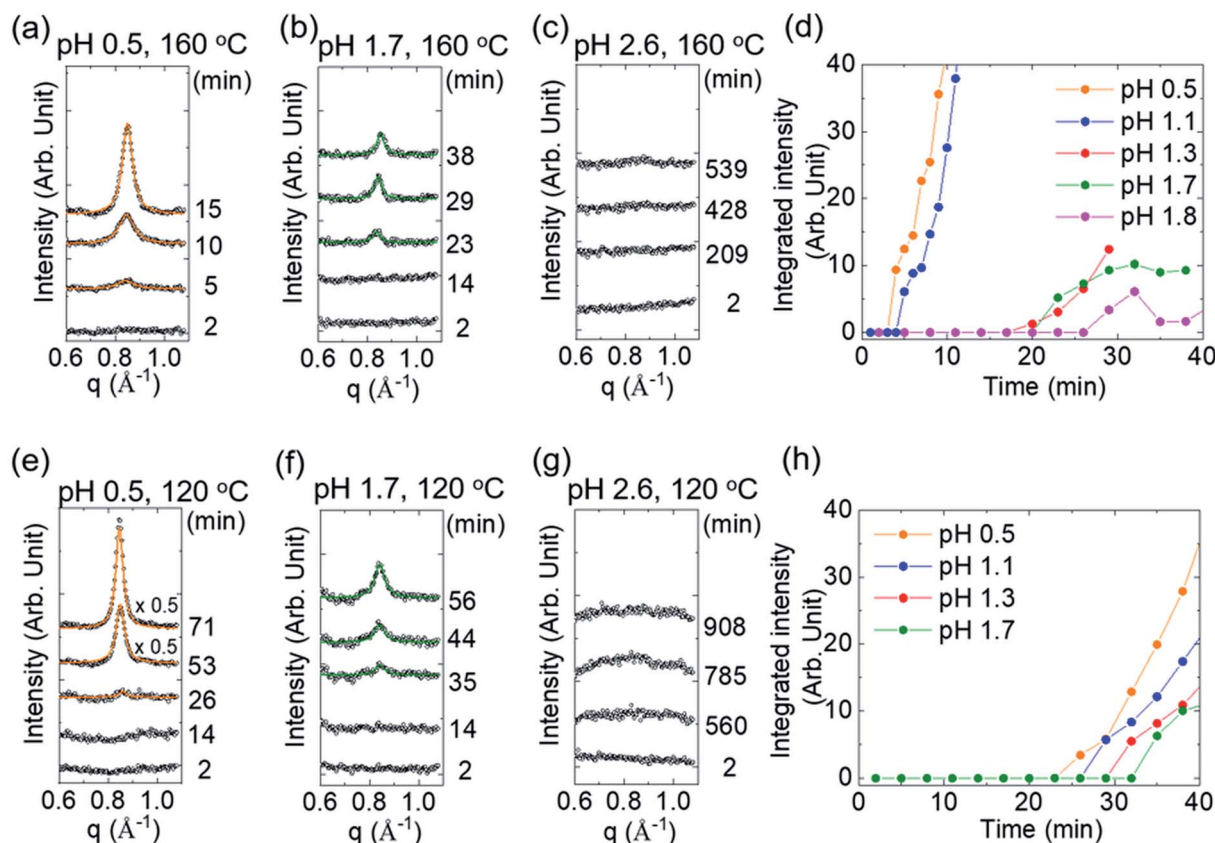 (a)
pH 0.5, 160 °C
(min)
Intensity (Arb. Unit)
15
10
5
2
0.6 0.8 1.0
q (Å⁻¹)
(b)
pH 1.7, 160 °C
(min)
Intensity (Arb. Unit)
38
29
23
14
2
0.6 0.8 1.0
q (Å⁻¹)
(c)
pH 2.6, 160 °C
(min)
Intensity (Arb. Unit)
539
428
209
2
0.6 0.8 1.0
q (Å⁻¹)
(d)
Integrated intensity
(Arb. Unit)
40
30
20
10
0
pH 0.5
pH 1.1
pH 1.3
pH 1.7
pH 1.8
0 10 20 30 40
Time (min)
(e)
pH 0.5, 120 °C
(min)
Intensity (Arb. Unit)
x 0.5
71
x 0.5
53
26
14
2
0.6 0.8 1.0
q (Å⁻¹)
(f)
pH 1.7, 120 °C
(min)
Intensity (Arb. Unit)
56
44
35
14
2
0.6 0.8 1.0
q (Å⁻¹)
(g)
pH 2.6, 120 °C
(min)
Intensity (Arb. Unit)
908
785
560
2
0.6 0.8 1.0
q (Å⁻¹)
(h)
Integrated intensity
(Arb. Unit)
40
30
20
10
0
pH 0.5
pH 1.1
pH 1.3
pH 1.7
0 10 20 30 40
Time (min)